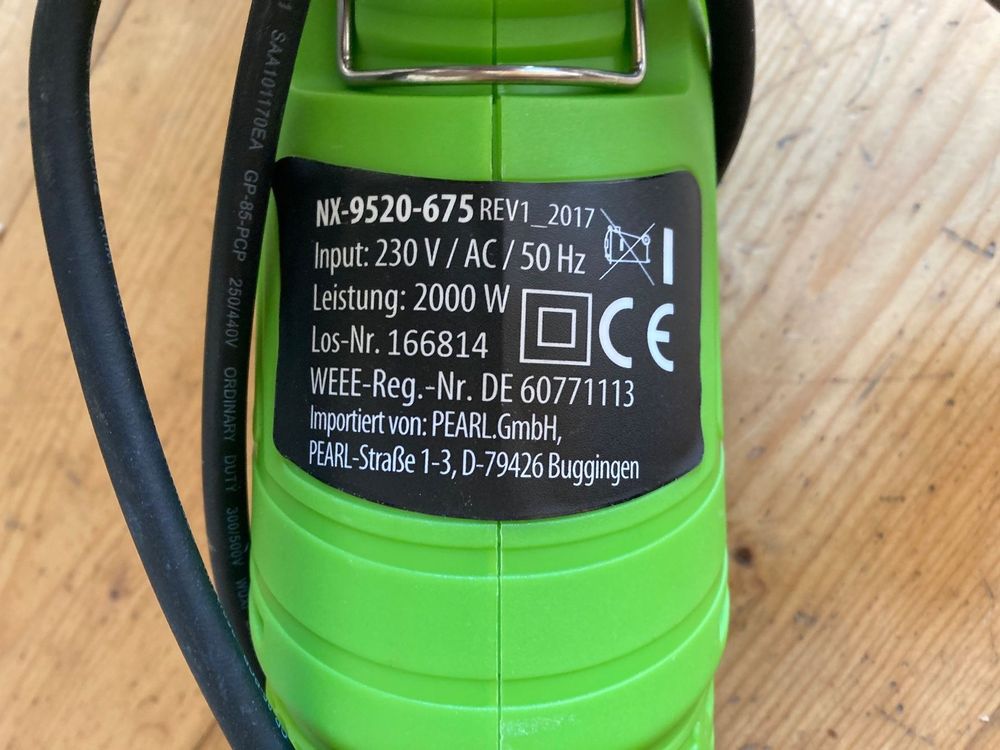 NX-9520-675 REV1_2017
Input: 230 V / AC / 50 Hz
Leistung: 2000 W
Los-Nr. 166814
CE
WEEE-Reg.-Nr. DE 60771113
Importiert von: PEARL.GmbH,
PEARL-Straße 1-3, D-79426 Buggingen
SAA101170EA GP-85-PCP 250/440V ORDINARY DUTY 300/500V